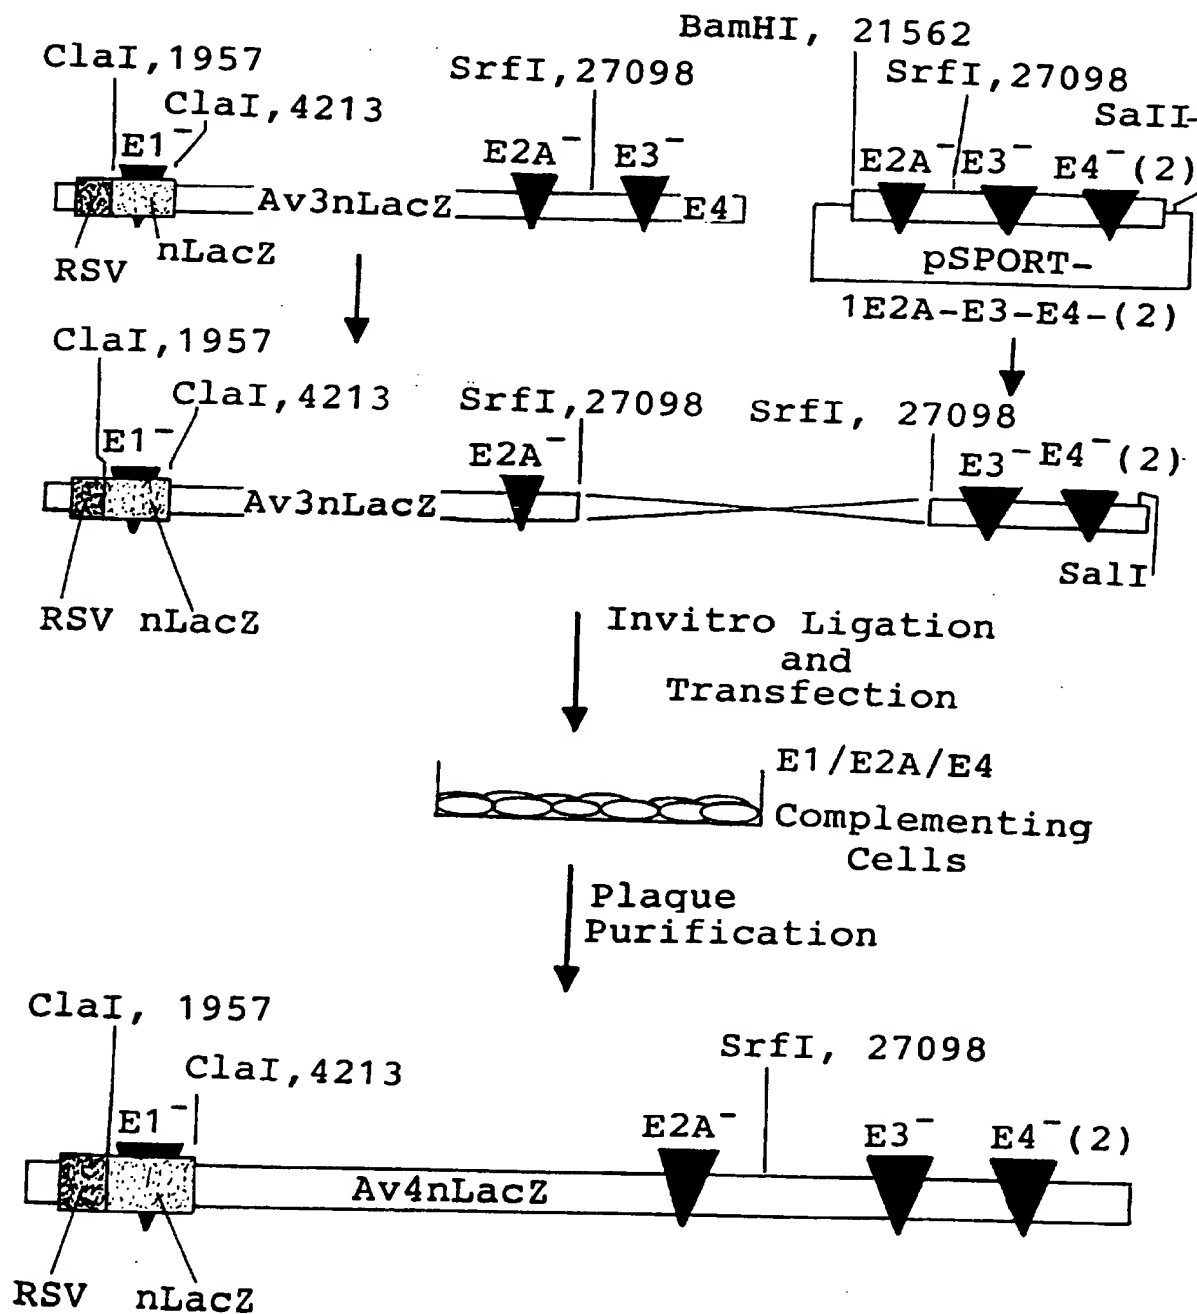 BamHI, 21562
ClaI,1957
SrfI,27098
SrfI,27098
ClaI,4213
SaII
E1-
E2A-
E3-
E2A-
E3-
E4-(2)
Av3nLacZ
E4
nLacZ
RSV
pSPORT-
1E2A-E3-E4-(2)
ClaI,1957
ClaI,4213
SrfI,27098
SrfI, 27098
E1-
E2A-
E3-
E4-(2)
Av3nLacZ
SalI
RSV nLacZ
Invitro Ligation
and
Transfection
E1/E2A/E4
Complementing
Cells
Plaque
Purification
ClaI, 1957
ClaI,4213
SrfI, 27098
E1-
E2A-
E3-
E4-(2)
Av4nLacZ
RSV nLacZ